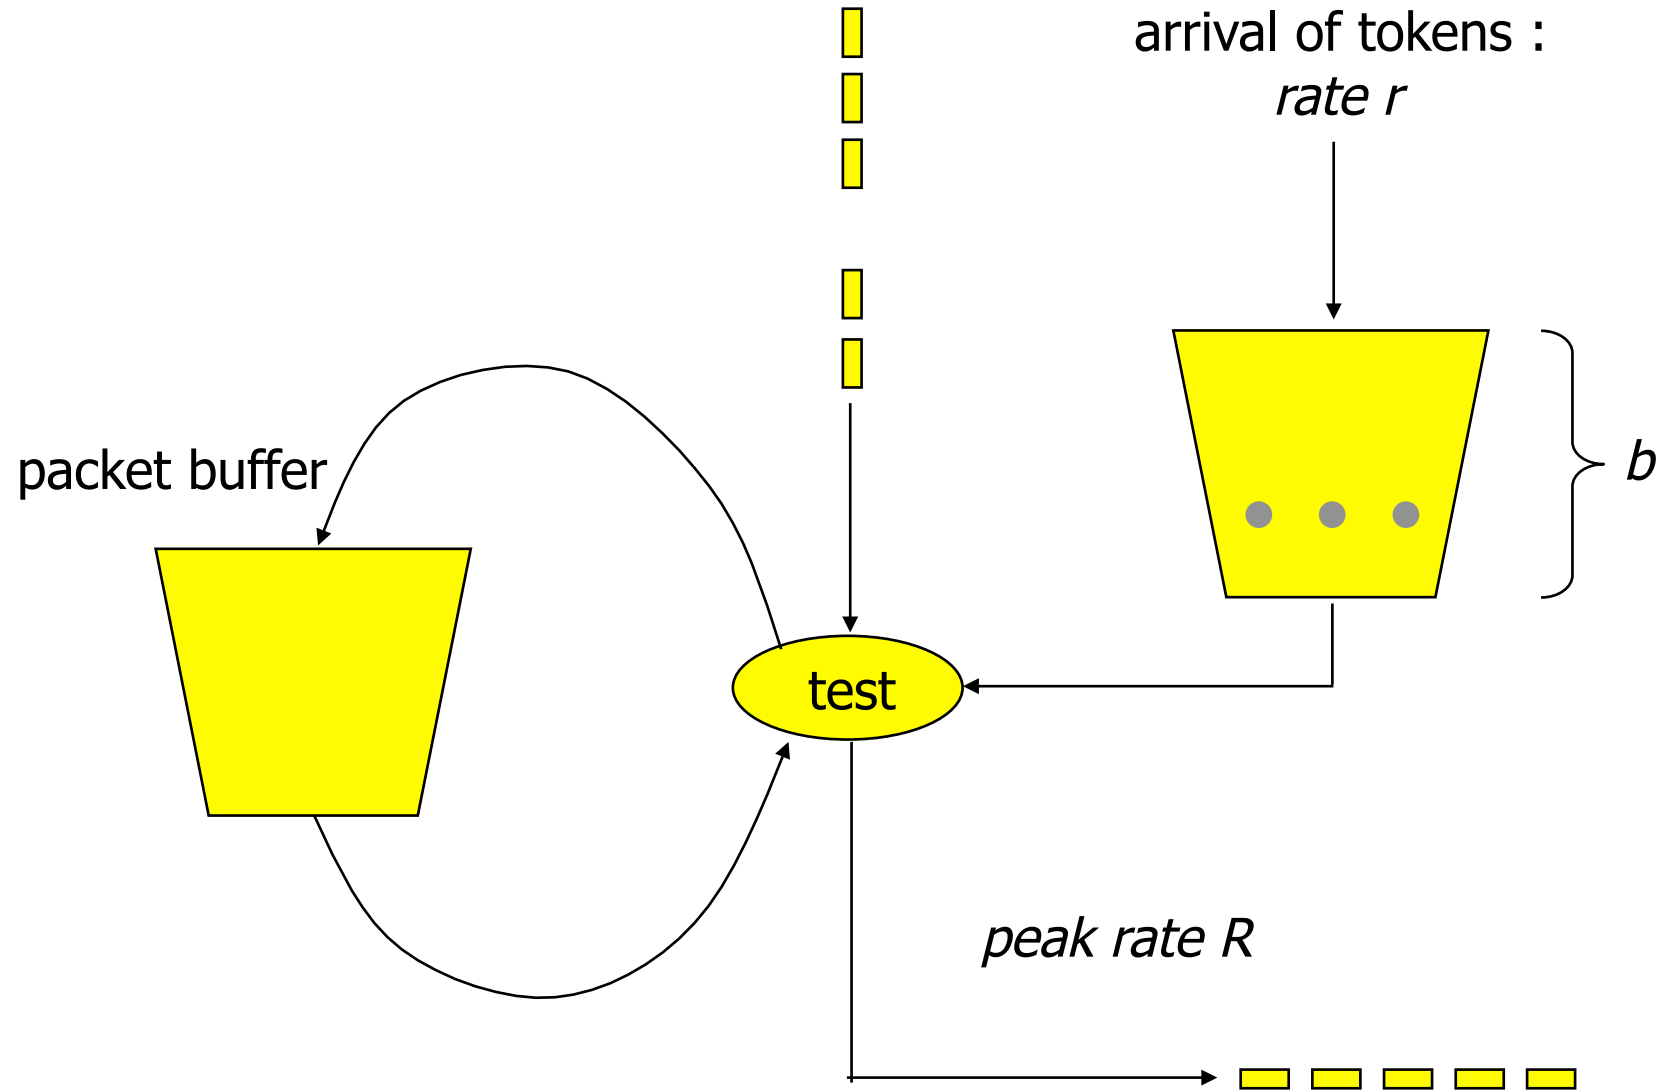 arrival of tokens :
rate r
packet buffer
b
test
peak rate R